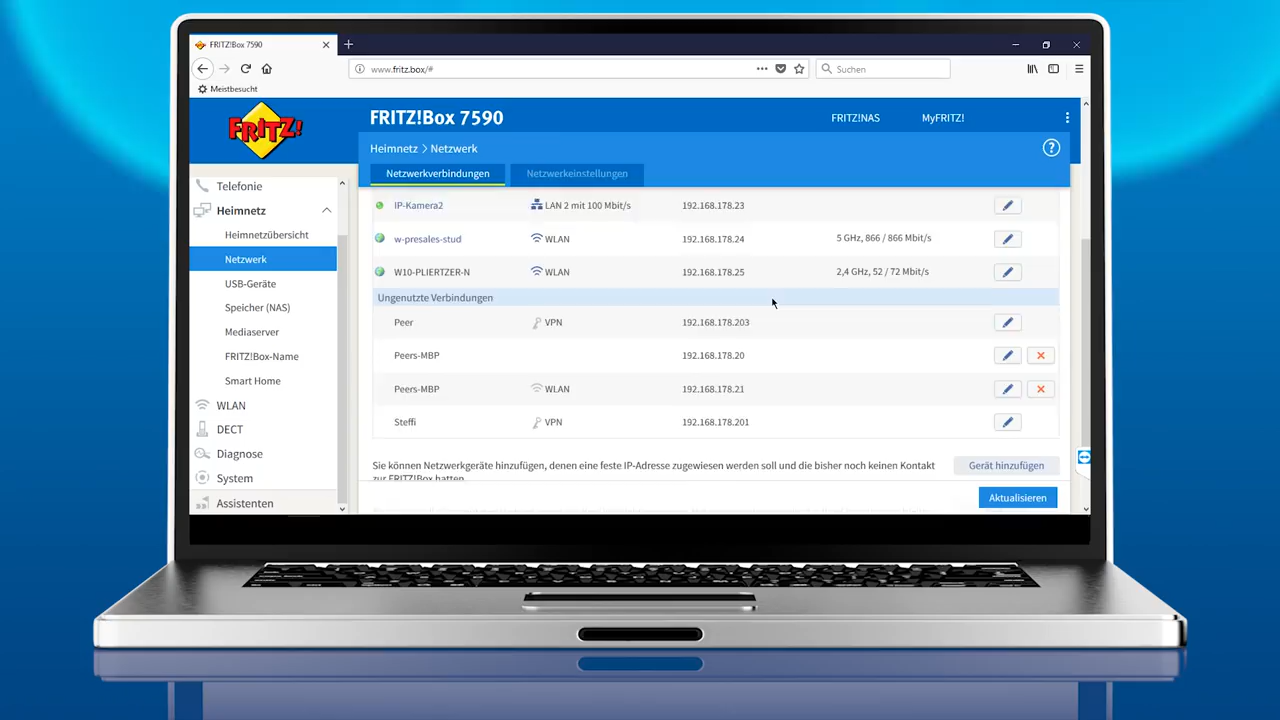 FRITZ!Box 7590
www.fritz.box/#
Suchen
Meistbesucht
FRITZ!
FRITZ!Box 7590
FRITZ!NAS
MyFRITZ!
Heimnetz > Netzwerk
Netzwerkverbindungen
Netzwerkeinstellungen
Telefonie
Heimnetz
Heimnetzübersicht
Netzwerk
USB-Geräte
Speicher (NAS)
Mediaserver
FRITZ!Box-Name
Smart Home
WLAN
DECT
Diagnose
System
Assistenten
IP-Kamera2 LAN 2 mit 100 Mbit/s 192.168.178.23
w-presales-stud WLAN 192.168.178.24 5 GHz, 866 / 866 Mbit/s
W10-PLIERTZER-N WLAN 192.168.178.25 2,4 GHz, 52 / 72 Mbit/s
Ungenutzte Verbindungen
Peer VPN 192.168.178.203
Peers-MBP 192.168.178.20
Peers-MBP WLAN 192.168.178.21
Steffi VPN 192.168.178.201
Sie können Netzwerkgeräte hinzufügen, denen eine feste IP-Adresse zugewiesen werden soll und die bisher noch keinen Kontakt
zur FRITZ!Box hatten.
Gerät hinzufügen
Aktualisieren